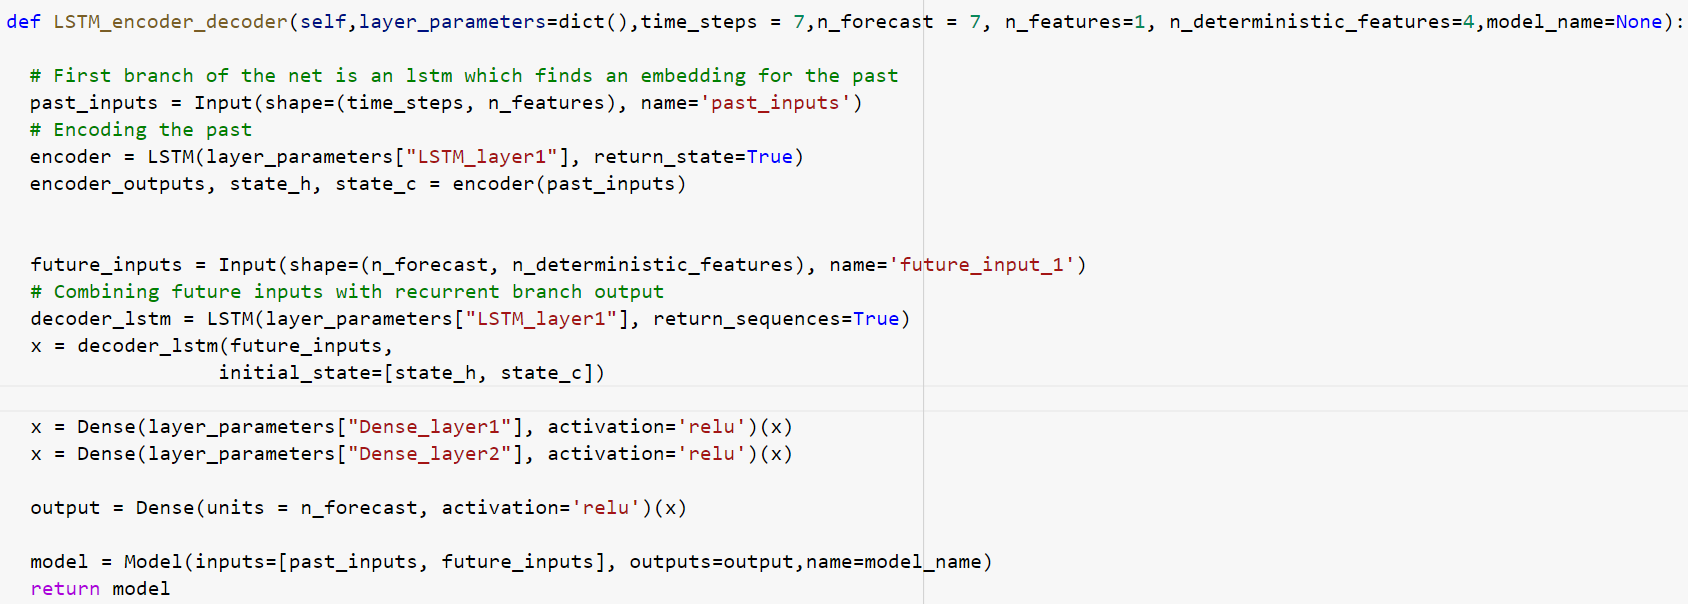 def LSTM_encoder_decoder(self,layer_parameters=dict(),time_steps = 7,n_forecast = 7, n_features=1, n_deterministic_features=4,model_name=None):
# First branch of the net is an lstm which finds an embedding for the past
past_inputs = Input(shape=(time_steps, n_features), name='past_inputs')
# Encoding the past
encoder = LSTM(layer_parameters["LSTM_layer1"], return_state=True)
encoder_outputs, state_h, state_c = encoder(past_inputs)
future_inputs = Input(shape=(n_forecast, n_deterministic_features), name='future_input_1')
# Combining future inputs with recurrent branch output
decoder_lstm = LSTM(layer_parameters["LSTM_layer1"], return_sequences=True)
x = decoder_lstm(future_inputs,
initial_state=[state_h, state_c])
x = Dense(layer_parameters["Dense_layer1"], activation='relu')(x)
x = Dense(layer_parameters["Dense_layer2"], activation='relu')(x)
output = Dense(units = n_forecast, activation='relu')(x)
model = Model(inputs=[past_inputs, future_inputs], outputs=output,name=model_name)
return model